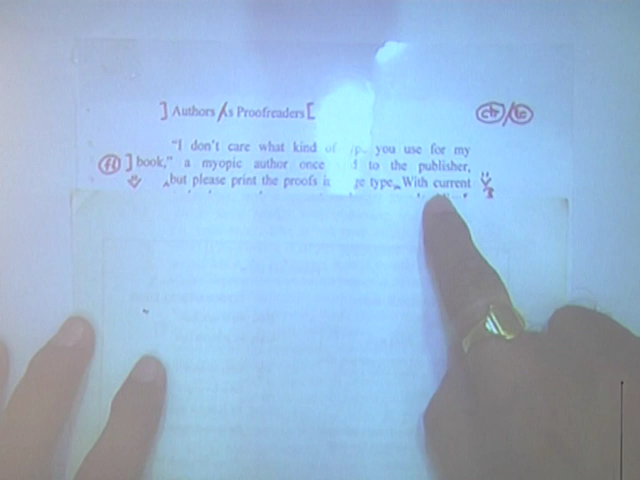 ] Authors /As Proofreaders [ ctr / lc
"I don't care what kind of you use for my
fl ] book," a myopic author once to the publisher,
but please print the proofs type. With current